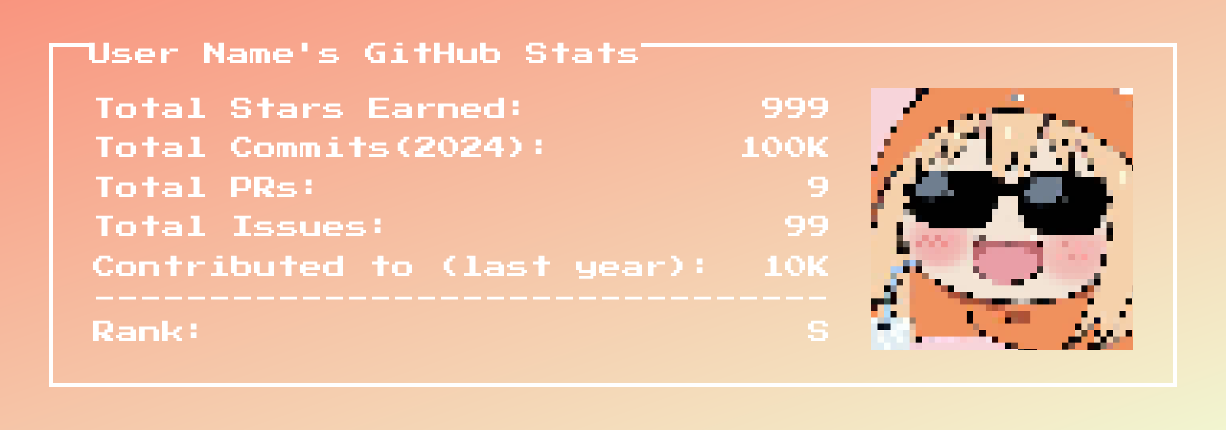 User Name's GitHub Stats
Total Stars Earned: 999
Total Commits(2024): 100K
Total PRs: 9
Total Issues: 99
Contributed to (last year): 10K
--------------------------------
Rank: S